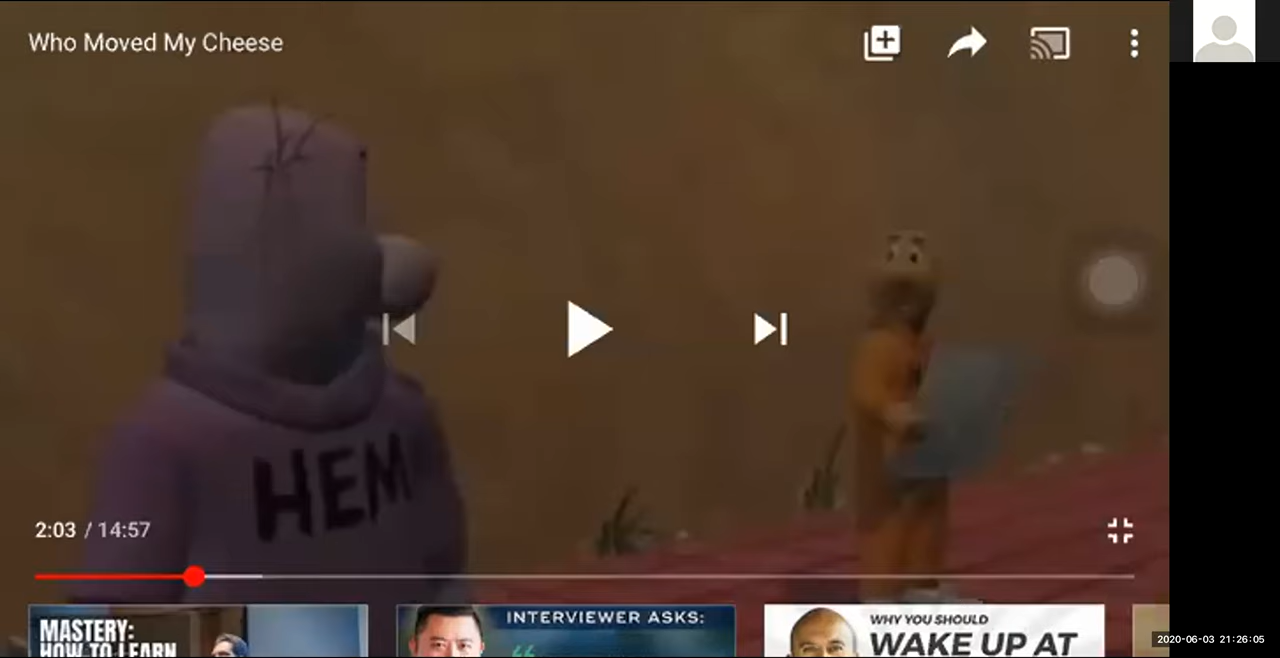 Who Moved My Cheese
HEM
2:03 / 14:57
MASTERY:
HOW TO LEARN
INTERVIEWER ASKS:
WHY YOU SHOULD
WAKE UP AT
2020-06-03 21:26:05